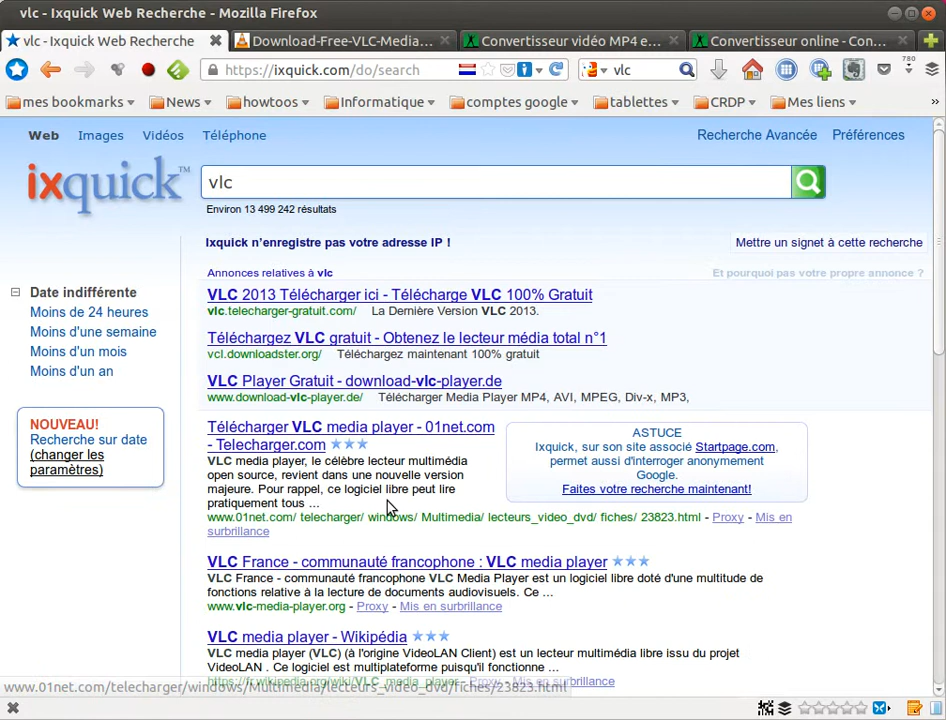 vlc - Ixquick Web Recherche - Mozilla Firefox
vlc - Ixquick Web Recherche
Download-Free-VLC-Media...
Convertisseur vidéo MP4 e...
Convertisseur online - Con...
https://ixquick.com/do/search
vlc
780
mes bookmarks
News
howtoos
Informatique
comptes google
tablettes
CRDP
Mes liens
»
Web
Images
Vidéos
Téléphone
Recherche Avancée
Préférences
ixquick™
vlc
Environ 13 499 242 résultats
Ixquick n'enregistre pas votre adresse IP !
Mettre un signet à cette recherche
Annonces relatives à vlc
Et pourquoi pas votre propre annonce ?
Date indifférente
Moins de 24 heures
Moins d'une semaine
Moins d'un mois
Moins d'un an
NOUVEAU!
Recherche sur date
(changer les
paramètres)
VLC 2013 Télécharger ici - Télécharge VLC 100% Gratuit
vlc.telecharger-gratuit.com/ La Dernière Version VLC 2013.
Téléchargez VLC gratuit - Obtenez le lecteur média total n°1
vcl.downloadster.org/ Téléchargez maintenant 100% gratuit
VLC Player Gratuit - download-vlc-player.de
www.download-vlc-player.de/ Télécharger Media Player MP4, AVI, MPEG, Div-x, MP3,
Télécharger VLC media player - 01net.com
- Telecharger.com
VLC media player, le célèbre lecteur multimédia
open source, revient dans une nouvelle version
majeure. Pour rappel, ce logiciel libre peut lire
pratiquement tous ...
www.01net.com/ telecharger/ windows/ Multimedia/ lecteurs_video_dvd/ fiches/ 23823.html - Proxy - Mis en
surbrillance
ASTUCE
Ixquick, sur son site associé Startpage.com,
permet aussi d'interroger anonymement
Google.
Faites votre recherche maintenant!
VLC France - communauté francophone : VLC media player
VLC France - communauté francophone VLC Media Player est un logiciel libre doté d'une multitude de
fonctions relative à la lecture de documents audiovisuels. Ce ...
www.vlc-media-player.org - Proxy - Mis en surbrillance
VLC media player - Wikipédia
VLC media player (VLC) (à l'origine VideoLAN Client) est un lecteur multimédia libre issu du projet
VideoLAN . Ce logiciel est multiplateforme puisqu'il fonctionne ...
https://fr.wikipedia.org/wiki/VLC_media_player - Proxy - Mis en surbrillance
www.01net.com/telecharger/windows/Multimedia/lecteurs_video_dvd/fiches/23823.html